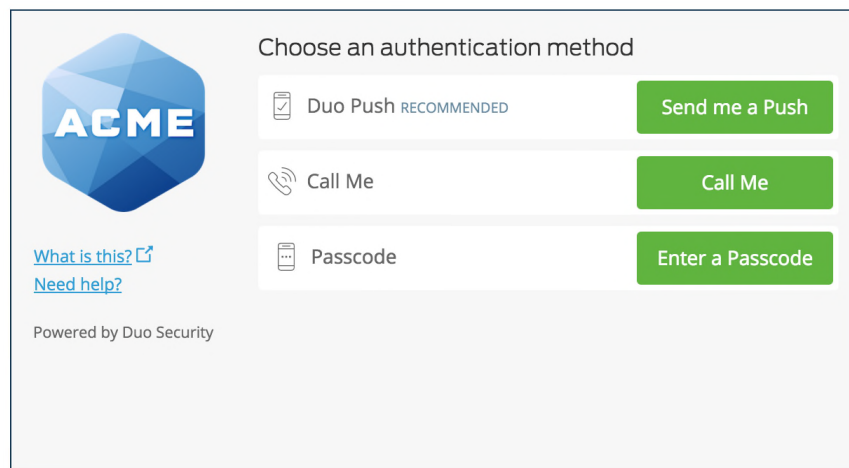 ACME
What is this?
Need help?
Powered by Duo Security
Choose an authentication method
Duo Push RECOMMENDED
Send me a Push
Call Me
Call Me
Passcode
Enter a Passcode